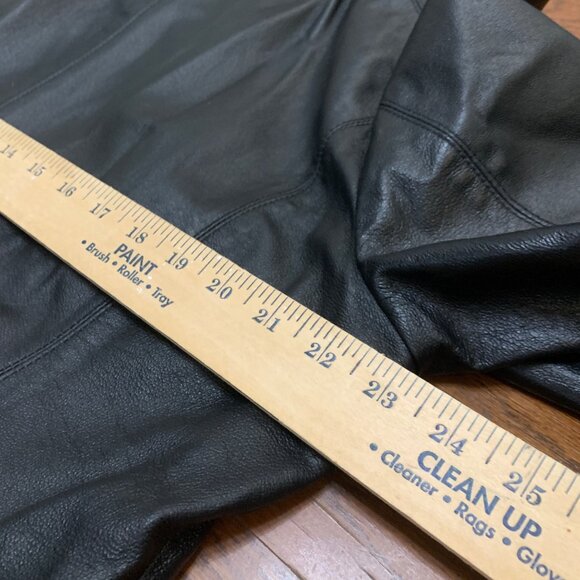 14 15 16 17 18 19 20 21 22 23 24 25
PAINT
• Brush • Roller • Tray
CLEAN UP
• Cleaner • Rags • Glov